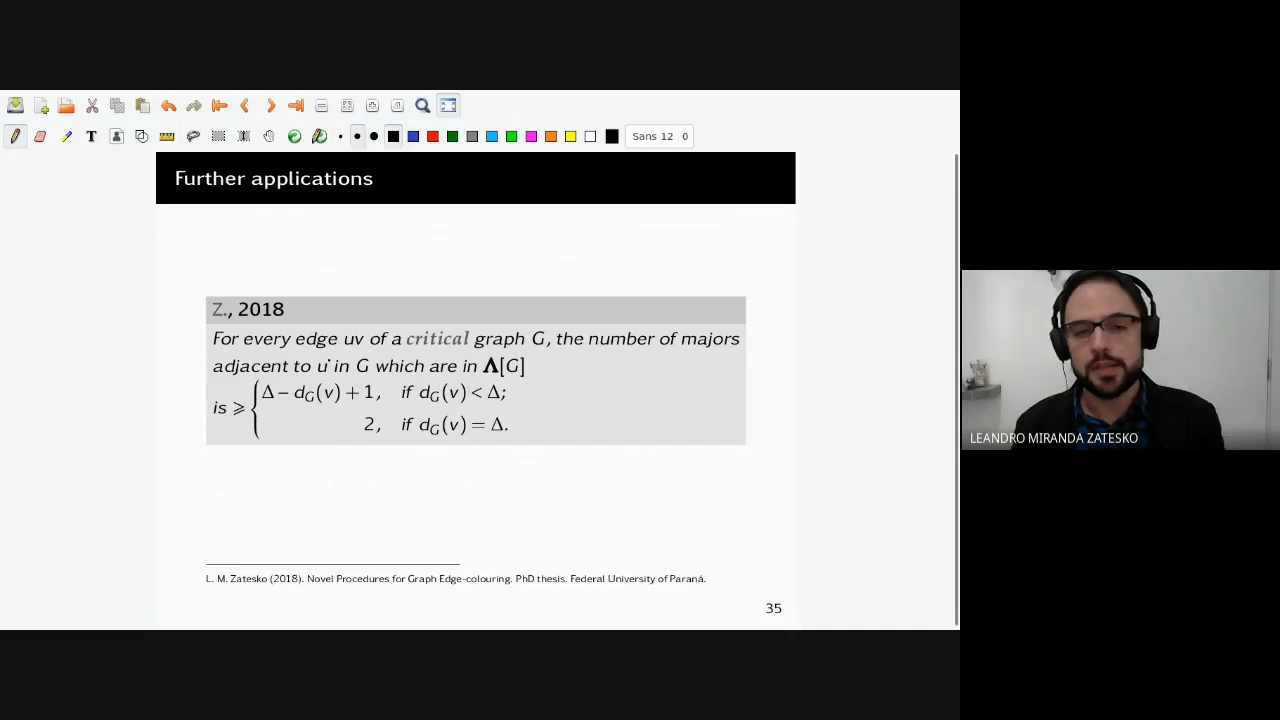 Sans 12 0
Further applications
Z., 2018
For every edge uv of a critical graph G, the number of majors
adjacent to u in G which are in Λ[G]
is ⩾ { Δ − d_G(v) + 1, if d_G(v) < Δ;
2, if d_G(v) = Δ.
L. M. Zatesko (2018). Novel Procedures for Graph Edge-colouring. PhD thesis. Federal University of Paraná.
35
LEANDRO MIRANDA ZATESKO